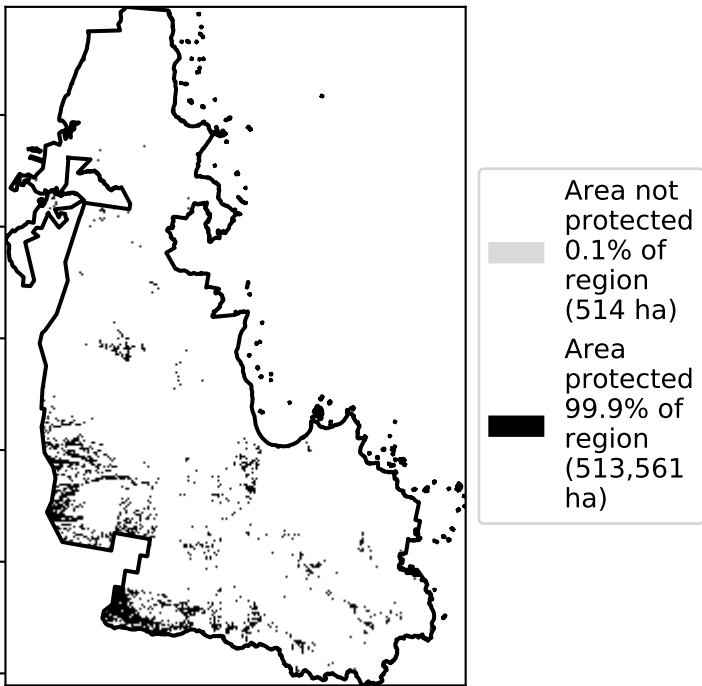 Area not
protected
0.1% of
region
(514 ha)
Area
protected
99.9% of
region
(513,561
ha)